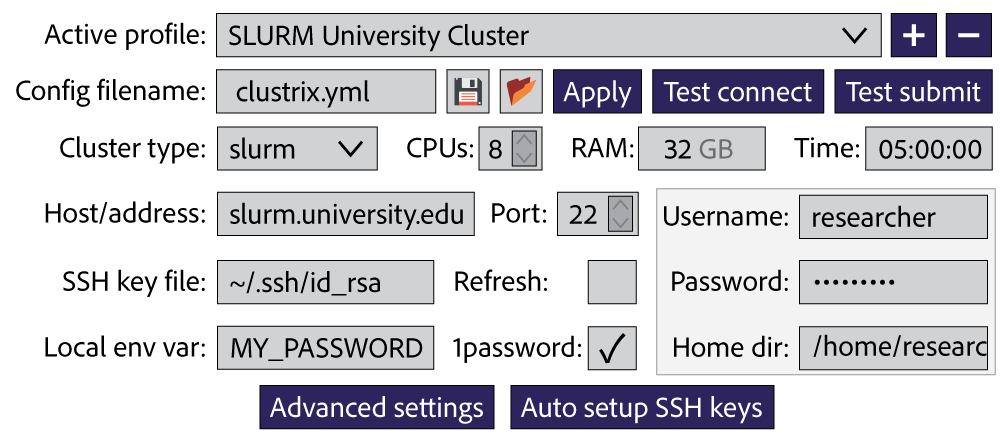 Active profile: SLURM University Cluster + −
Config filename: clustrix.yml Apply Test connect Test submit
Cluster type: slurm CPUs: 8 RAM: 32 GB Time: 05:00:00
Host/address: slurm.university.edu Port: 22 Username: researcher
SSH key file: ~/.ssh/id_rsa Refresh: Password: •••••••••
Local env var: MY_PASSWORD 1password: ✓ Home dir: /home/researc
Advanced settings Auto setup SSH keys